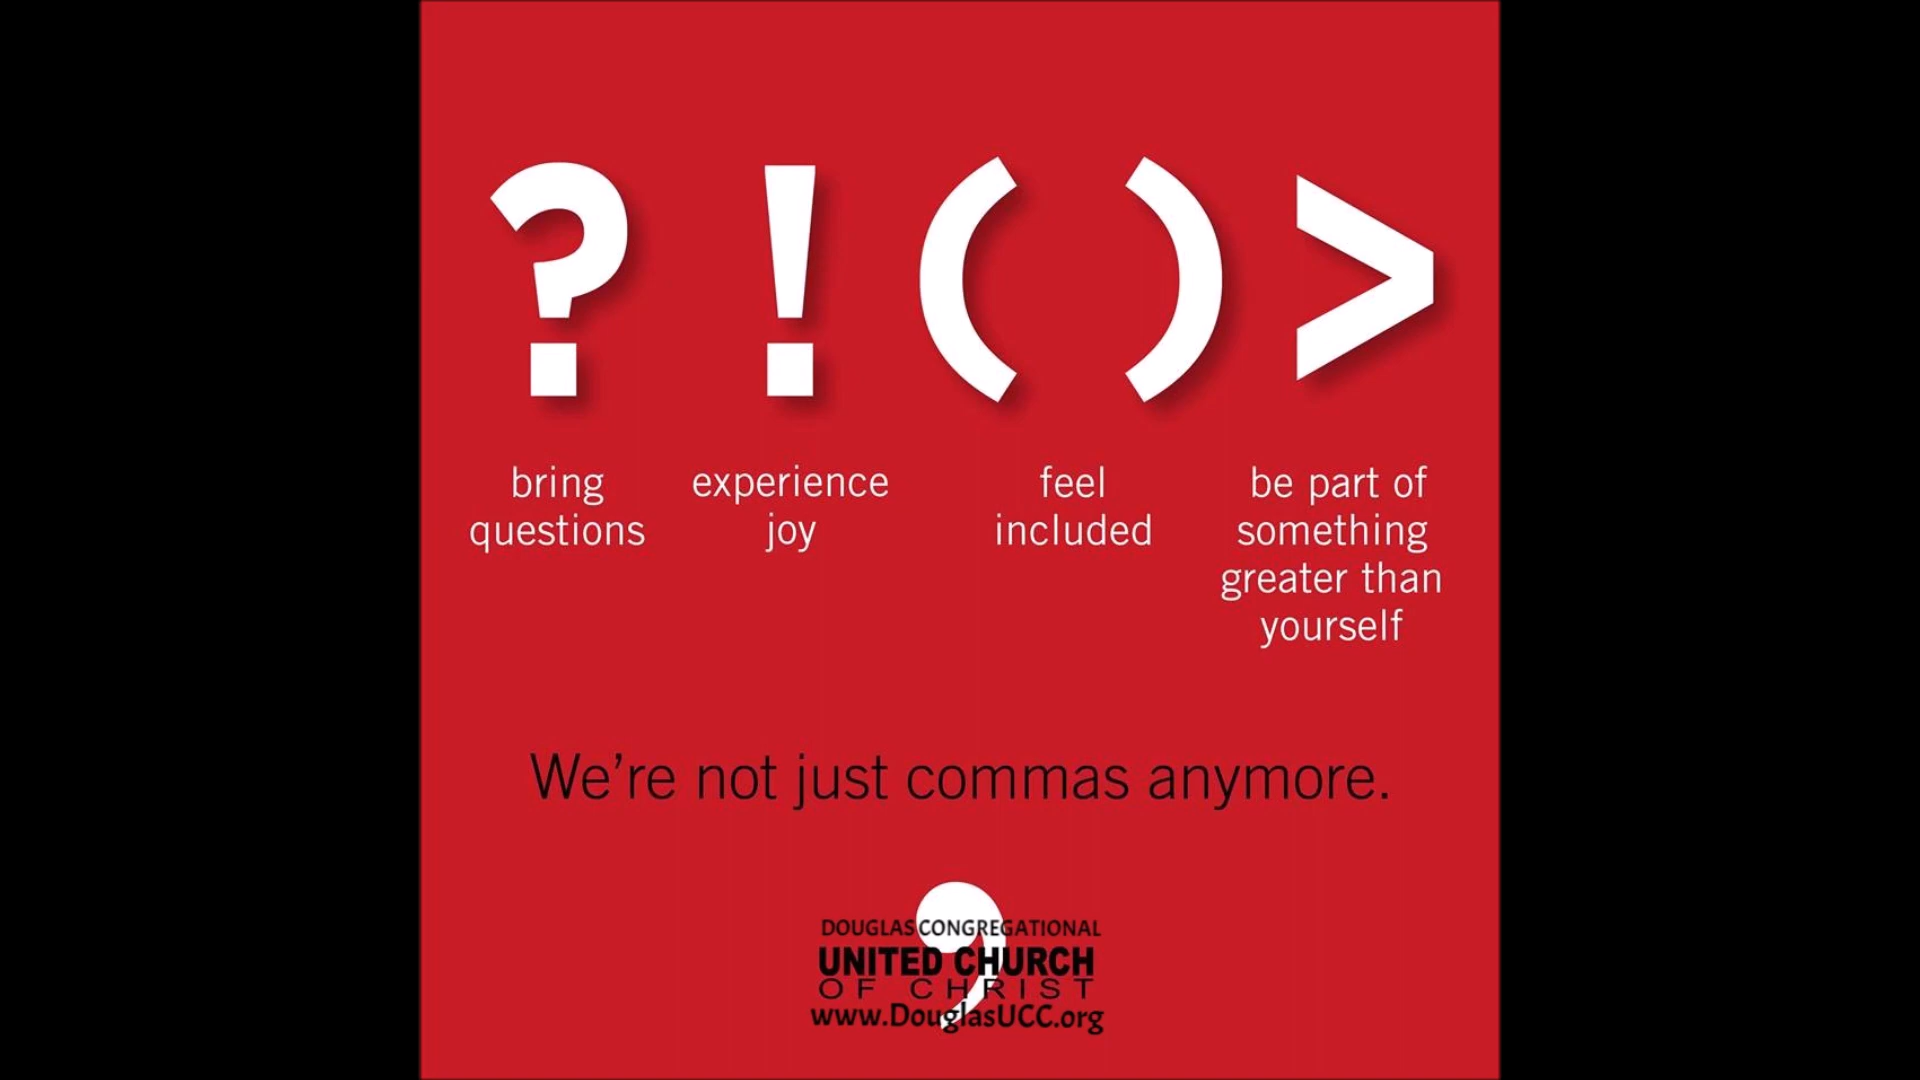 ? ! ( ) >
bring
questions
experience
joy
feel
included
be part of
something
greater than
yourself
We're not just commas anymore.
,
DOUGLAS CONGREGATIONAL
UNITED CHURCH
OF CHRIST
www.DouglasUCC.org